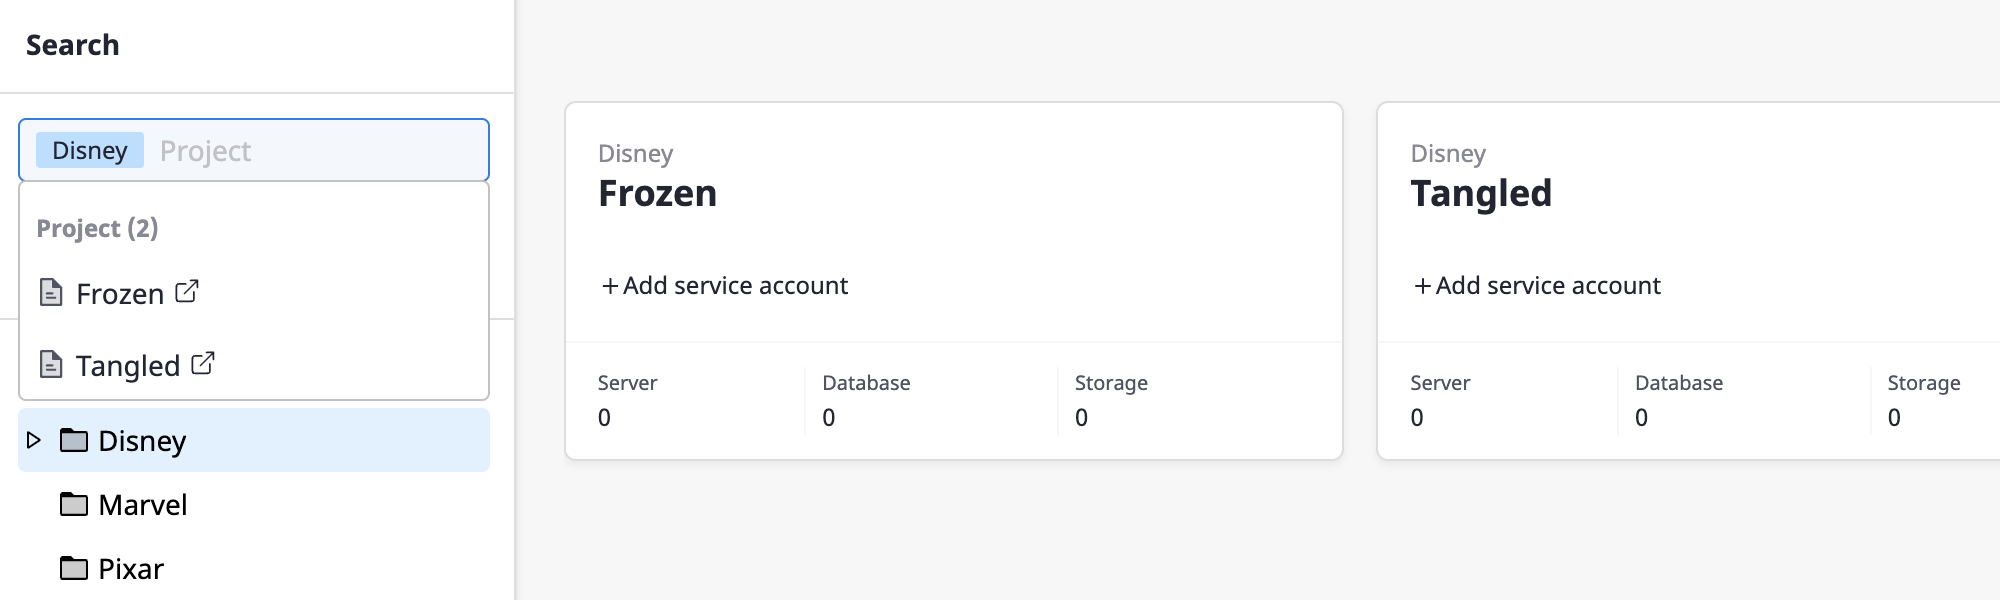 Search
Disney Project
Project (2)
Frozen
Tangled
Disney
Marvel
Pixar
Disney
Frozen
+ Add service account
Server Database Storage
0 0 0
Disney
Tangled
+ Add service account
Server Database Storage
0 0 0